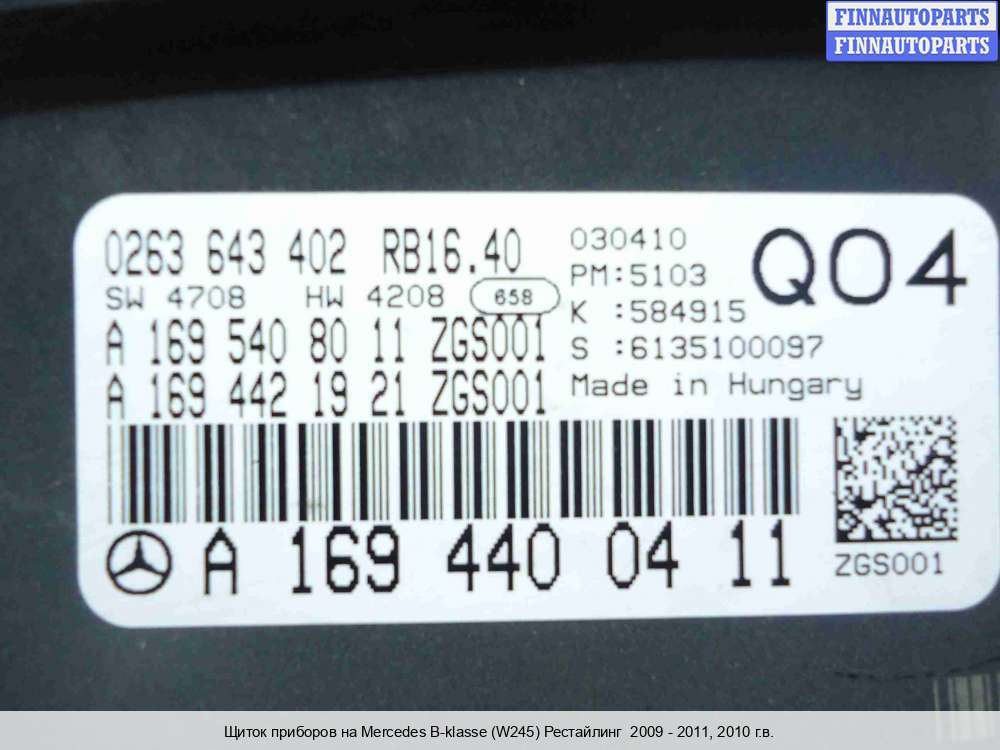 FINNAUTOPARTS
FINNAUTOPARTS
0263 643 402 RB16.40
SW 4708 HW 4208 658
A 169 540 80 11 ZGS001
A 169 442 19 21 ZGS001
030410
PM:5103
K :584915
S :6135100097
Made in Hungary
Q04
A 169 440 04 11
ZGS001
Щиток приборов на Mercedes B-klasse (W245) Рестайлинг 2009 - 2011, 2010 г.в.